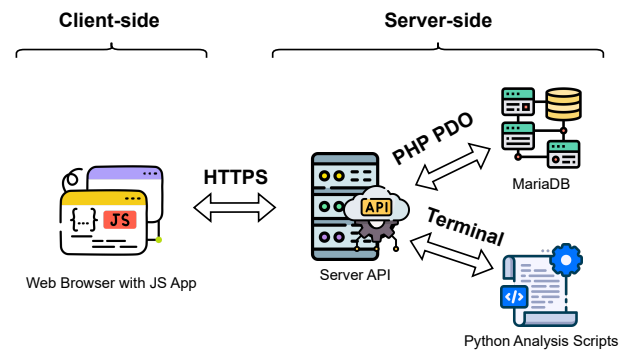 Client-side
Server-side
HTTPS
PHP PDO
Terminal
{...}
JS
API
</>
Web Browser with JS App
Server API
MariaDB
Python Analysis Scripts